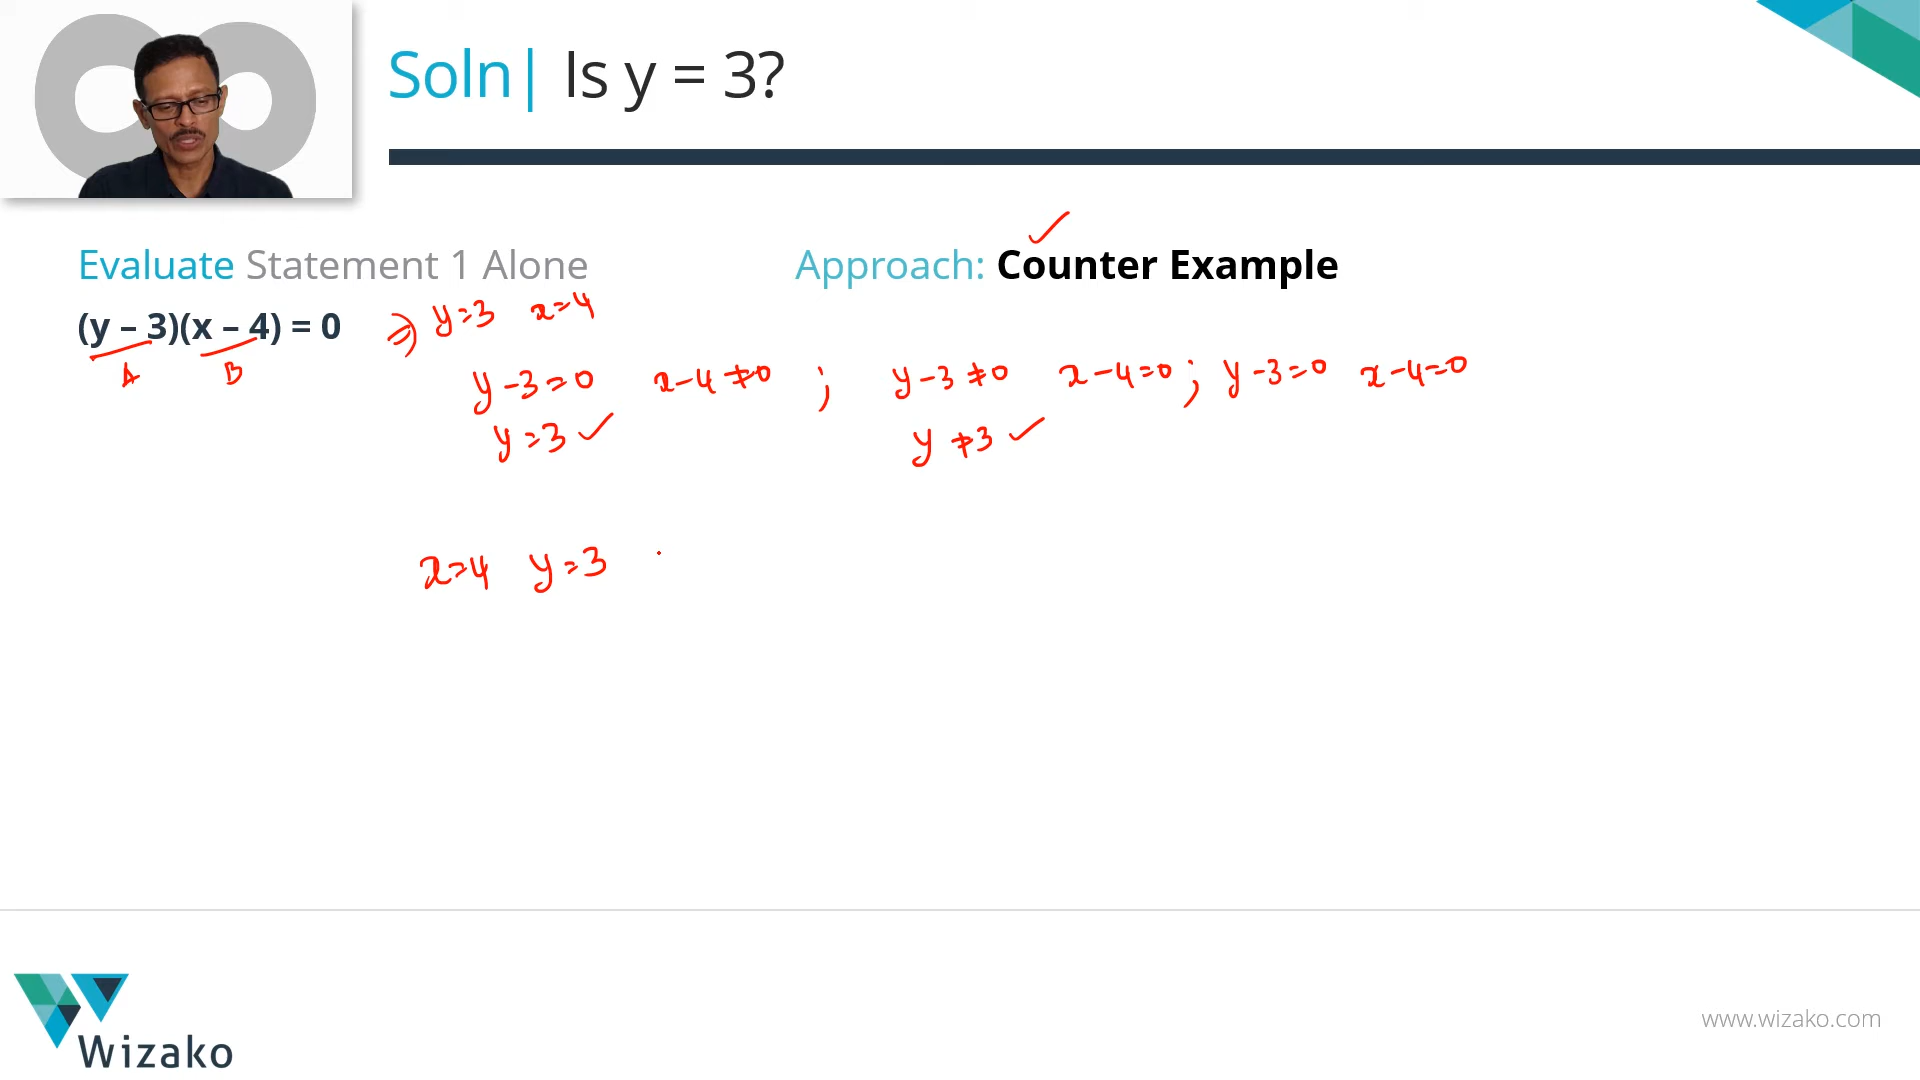 Soln| Is y = 3?
Evaluate Statement 1 Alone
Approach: Counter Example
(y – 3)(x – 4) = 0 ⇒ y=3 x=4
A B
y-3=0 x-4≠0 ; y-3≠0 x-4=0 ; y-3=0 x-4=0
y=3 ✓ y≠3 ✓
x=4 y=3
Wizako
www.wizako.com